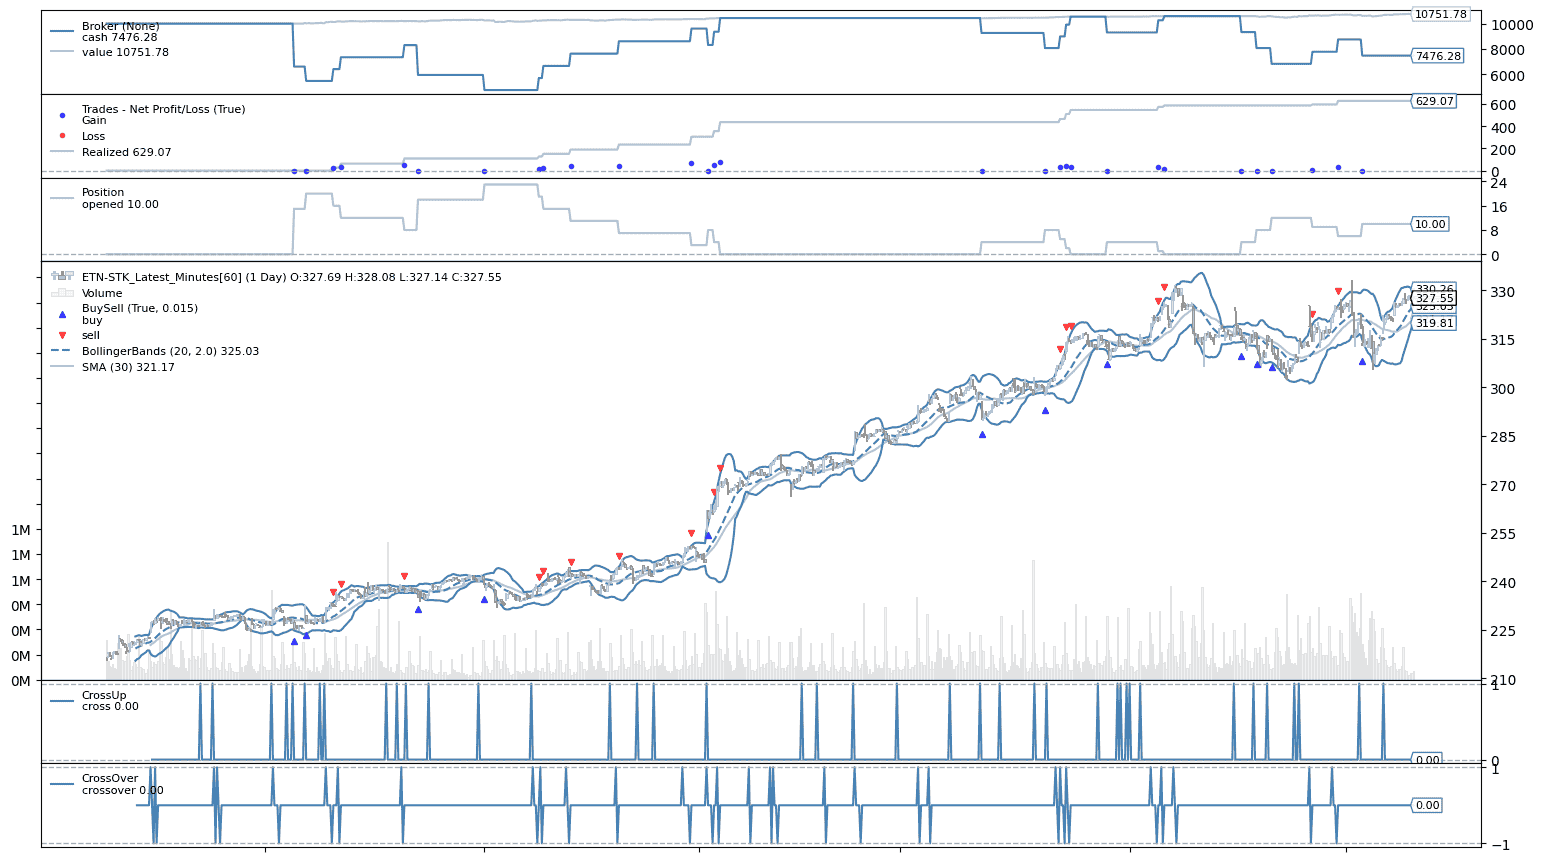 Broker (None)
cash 7476.28
value 10751.78
10751.78
10000
8000
7476.28
6000
Trades - Net Profit/Loss (True)
Gain
Loss
Realized 629.07
629.07
600
400
200
0
Position
opened 10.00
24
16
10.00
8
0
ETN-STK_Latest_Minutes[60] (1 Day) O:327.69 H:328.08 L:327.14 C:327.55
Volume
BuySell (True, 0.015)
buy
sell
BollingerBands (20, 2.0) 325.03
SMA (30) 321.17
330.26
330
327.55
325.03
319.81
315
300
285
270
255
240
225
210
1M
1M
1M
0M
0M
0M
0M
CrossUp
cross 0.00
1
0.00
0
CrossOver
crossover 0.00
1
0.00
−1